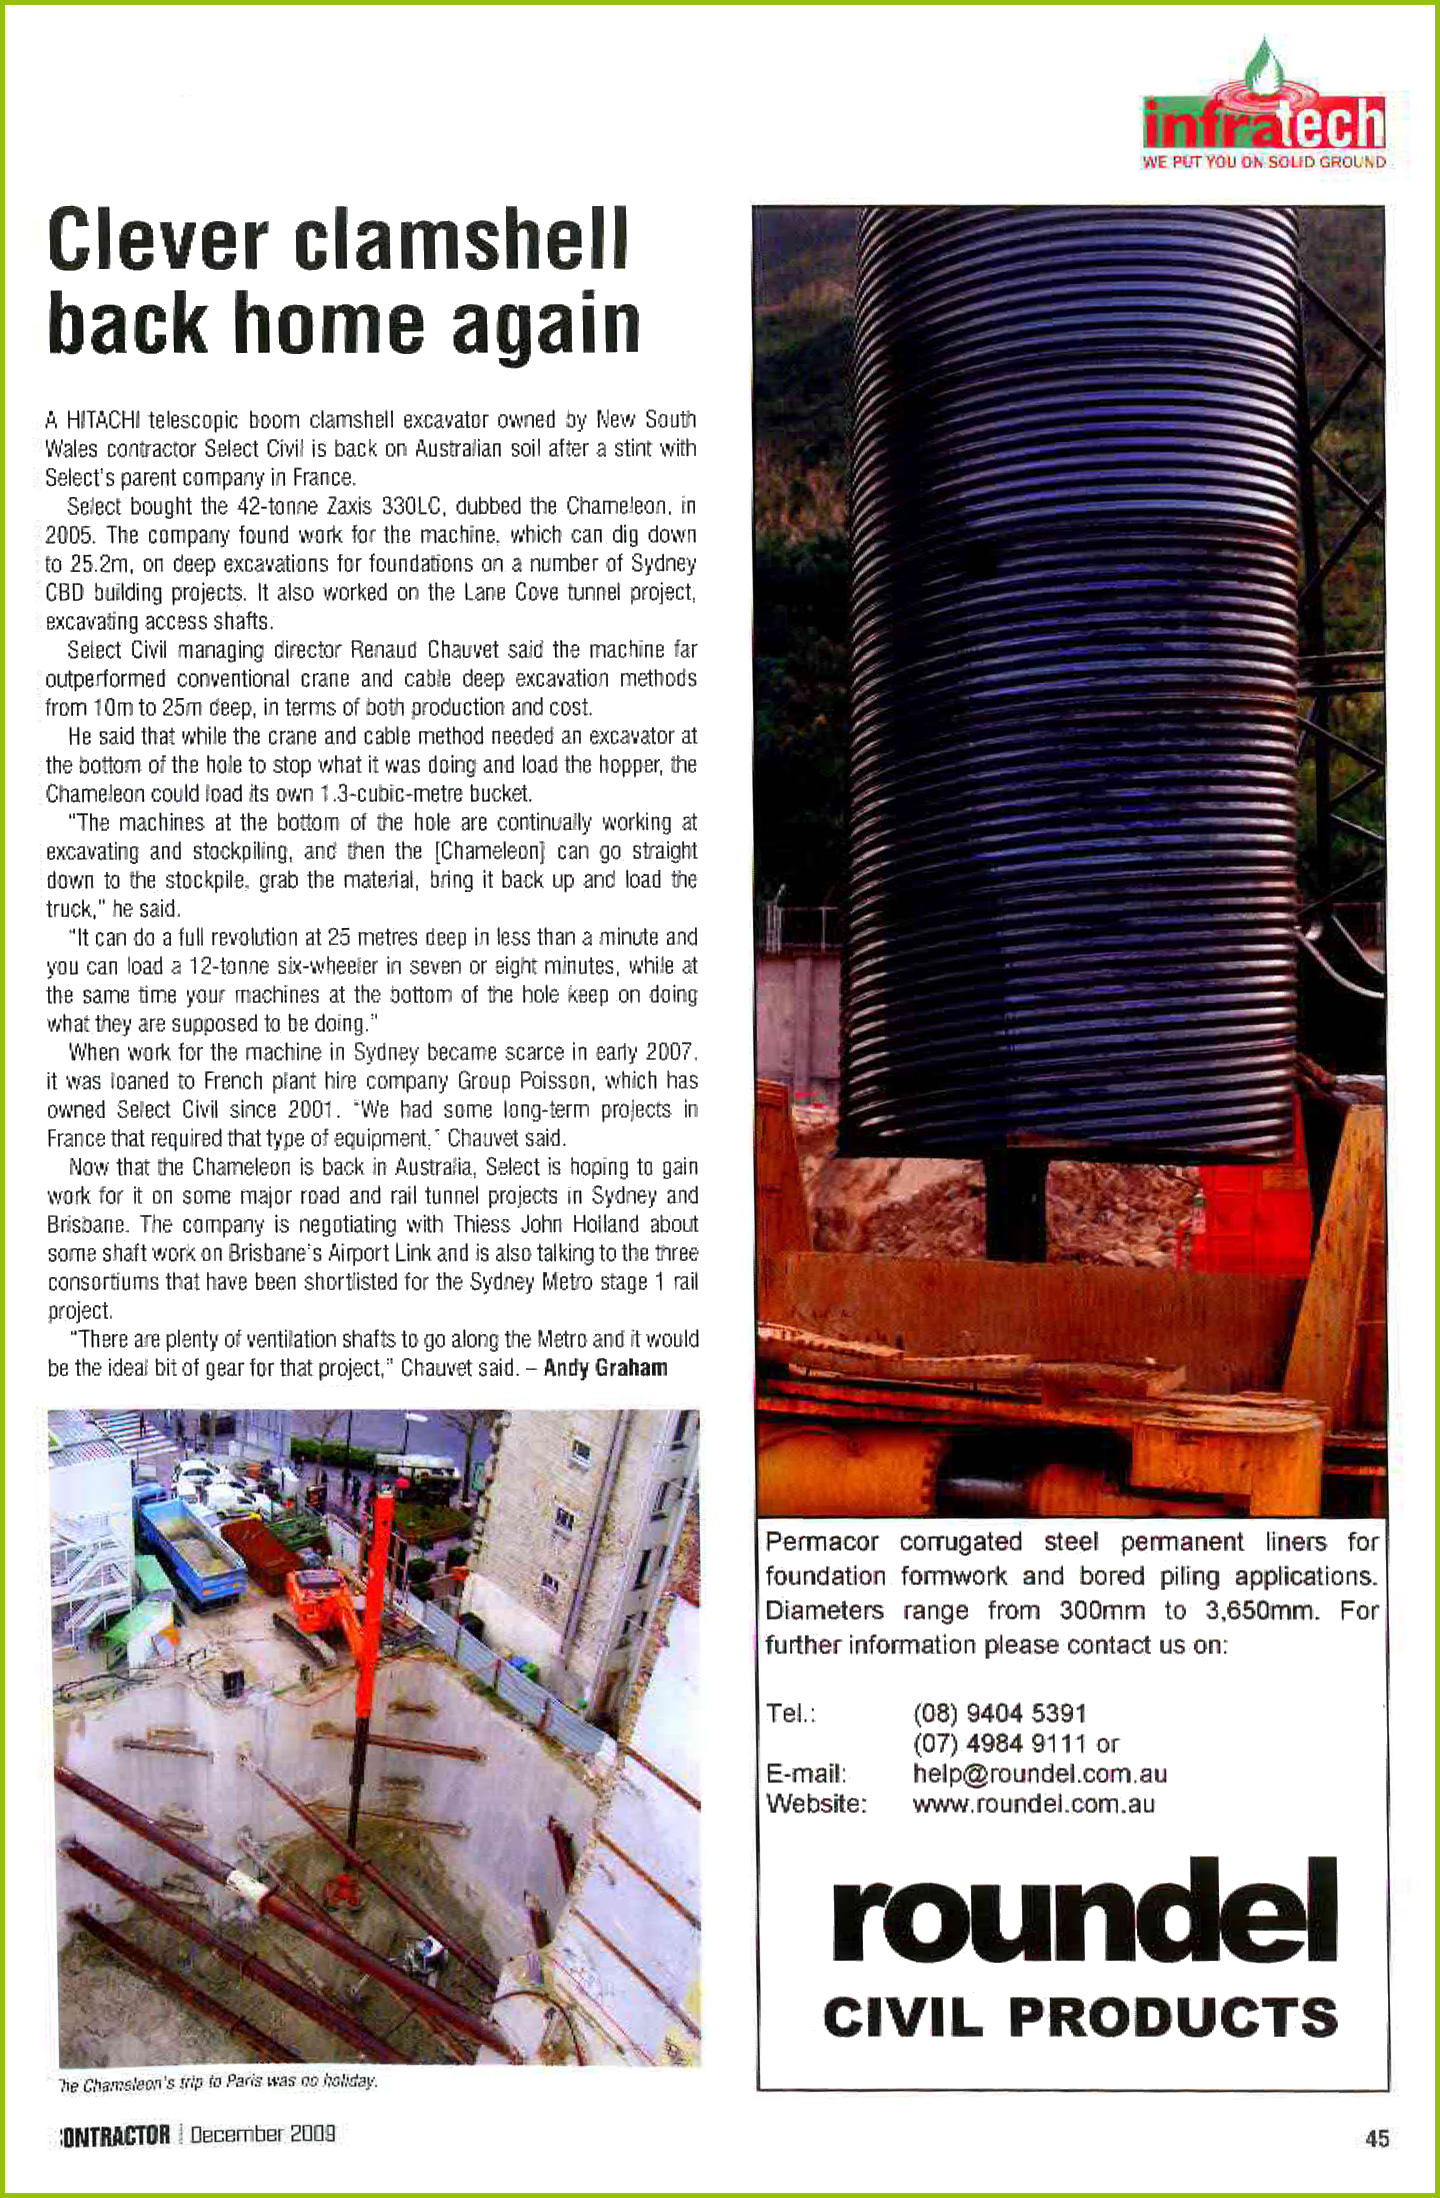 infratech
WE PUT YOU ON SOLID GROUND
Clever clamshell
back home again
A HITACHI telescopic boom clamshell excavator owned by New South
Wales contractor Select Civil is back on Australian soil after a stint with
Select's parent company in France.
Select bought the 42-tonne Zaxis 330LC, dubbed the Chameleon, in
2005. The company found work for the machine, which can dig down
to 25.2m, on deep excavations for foundations on a number of Sydney
CBD building projects. It also worked on the Lane Cove tunnel project,
excavating access shafts.
Select Civil managing director Renaud Chauvet said the machine far
outperformed conventional crane and cable deep excavation methods
from 10m to 25m deep, in terms of both production and cost.
He said that while the crane and cable method needed an excavator at
the bottom of the hole to stop what it was doing and load the hopper, the
Chameleon could load its own 1.3-cubic-metre bucket.
"The machines at the bottom of the hole are continually working at
excavating and stockpiling, and then the [Chameleon] can go straight
down to the stockpile, grab the material, bring it back up and load the
truck," he said.
"It can do a full revolution at 25 metres deep in less than a minute and
you can load a 12-tonne six-wheeler in seven or eight minutes, while at
the same time your machines at the bottom of the hole keep on doing
what they are supposed to be doing."
When work for the machine in Sydney became scarce in early 2007,
it was loaned to French plant hire company Group Poisson, which has
owned Select Civil since 2001. "We had some long-term projects in
France that required that type of equipment," Chauvet said.
Now that the Chameleon is back in Australia, Select is hoping to gain
work for it on some major road and rail tunnel projects in Sydney and
Brisbane. The company is negotiating with Thiess John Holland about
some shaft work on Brisbane's Airport Link and is also talking to the three
consortiums that have been shortlisted for the Sydney Metro stage 1 rail
project.
"There are plenty of ventilation shafts to go along the Metro and it would
be the ideal bit of gear for that project," Chauvet said. – Andy Graham
he Chameleon's trip to Paris was no holiday.
Permacor corrugated steel permanent liners for
foundation formwork and bored piling applications.
Diameters range from 300mm to 3,650mm. For
further information please contact us on:
Tel.: (08) 9404 5391
(07) 4984 9111 or
E-mail: help@roundel.com.au
Website: www.roundel.com.au
roundel
CIVIL PRODUCTS
ONTRACTOR | December 2009
45